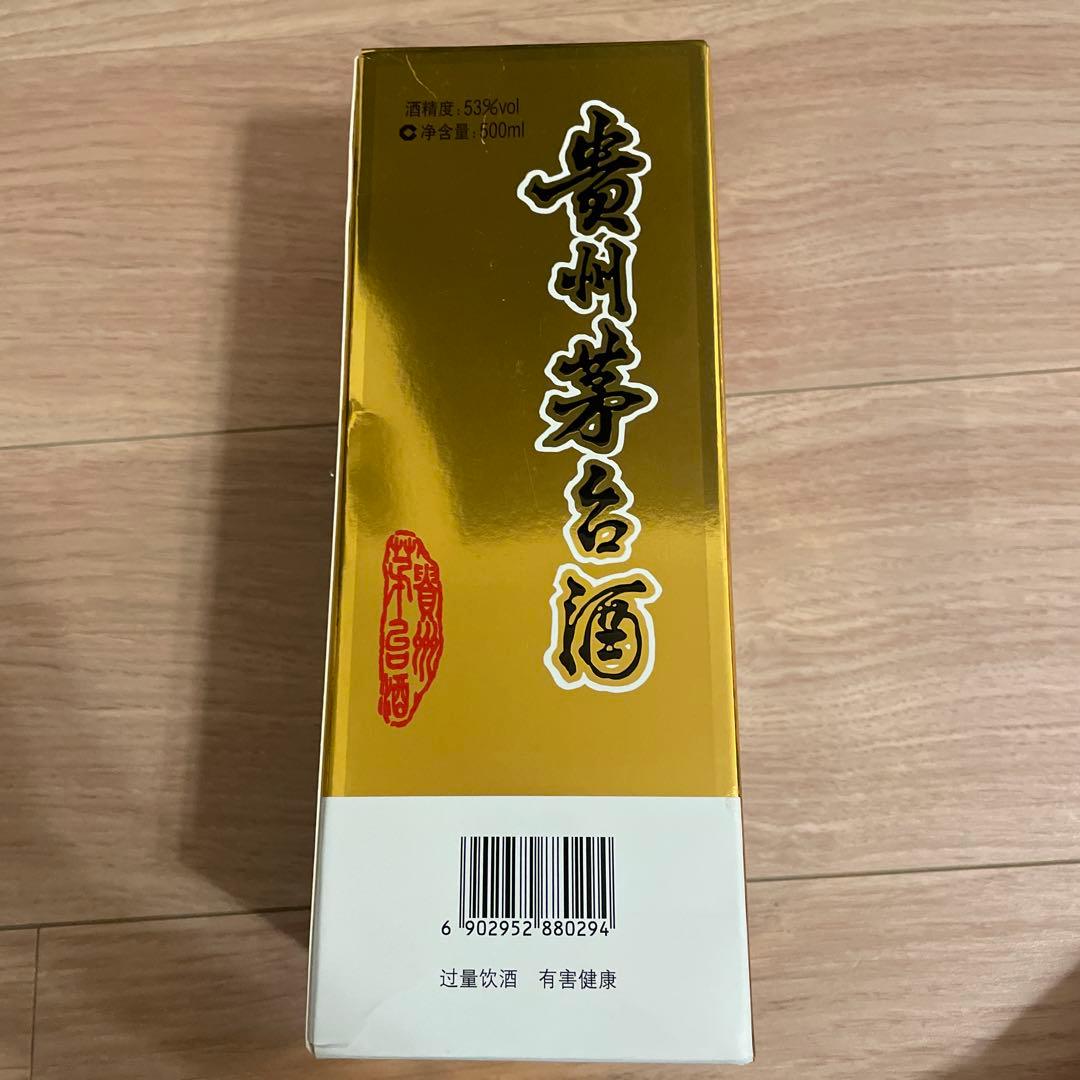 酒精度:53%vol
净含量:500ml
貴州茅台酒
貴州
茅台酒
6 902952 880294
过量饮酒 有害健康